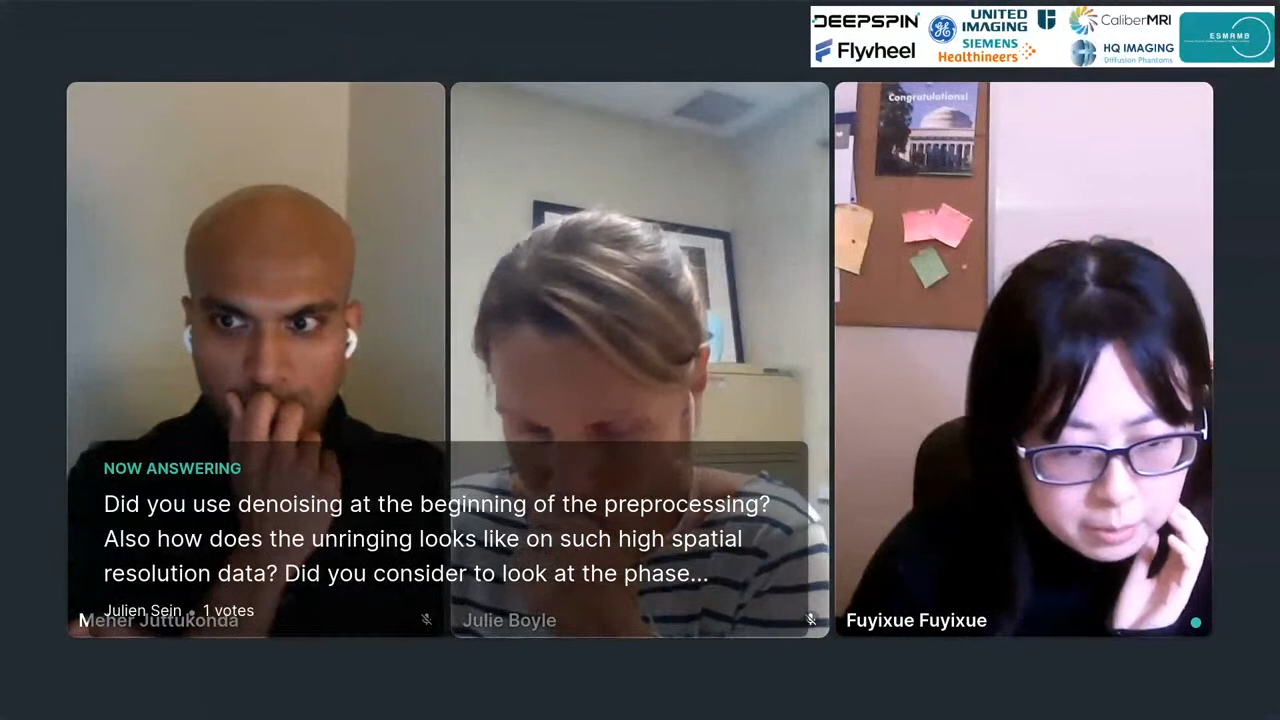 DEEPSPIN
UNITED
IMAGING
CaliberMRI
ESMRMB
Flywheel
SIEMENS
Healthineers
HQ IMAGING
Diffusion Phantoms
Congratulations!
NOW ANSWERING
Did you use denoising at the beginning of the preprocessing?
Also how does the unringing looks like on such high spatial
resolution data? Did you consider to look at the phase...
Julien Sein • 1 votes
Meher Juttukonda
Julie Boyle
Fuyixue Fuyixue